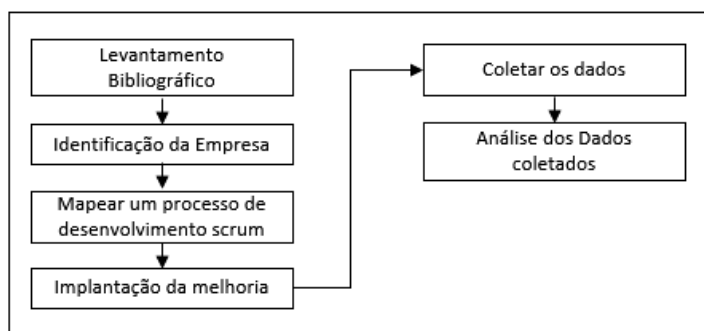 Levantamento
Bibliográfico
Identificação da Empresa
Mapear um processo de
desenvolvimento scrum
Implantação da melhoria
Coletar os dados
Análise dos Dados
coletados